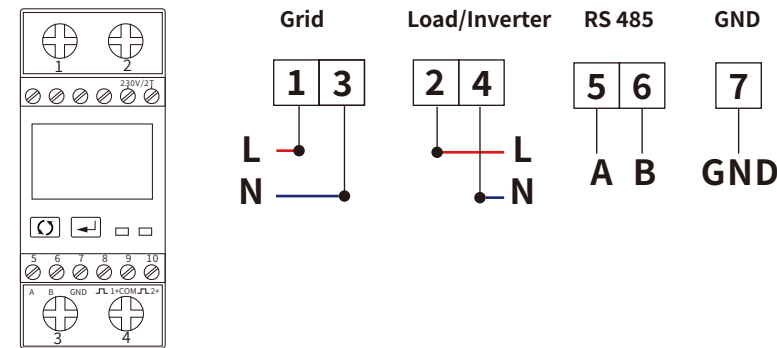 Grid Load/Inverter RS 485 GND
1 3 2 4 5 6 7
L L
N N
A B GND
1 2
230V/2T
5 6 7 8 9 10
A B GND 1+COM 2+
3 4